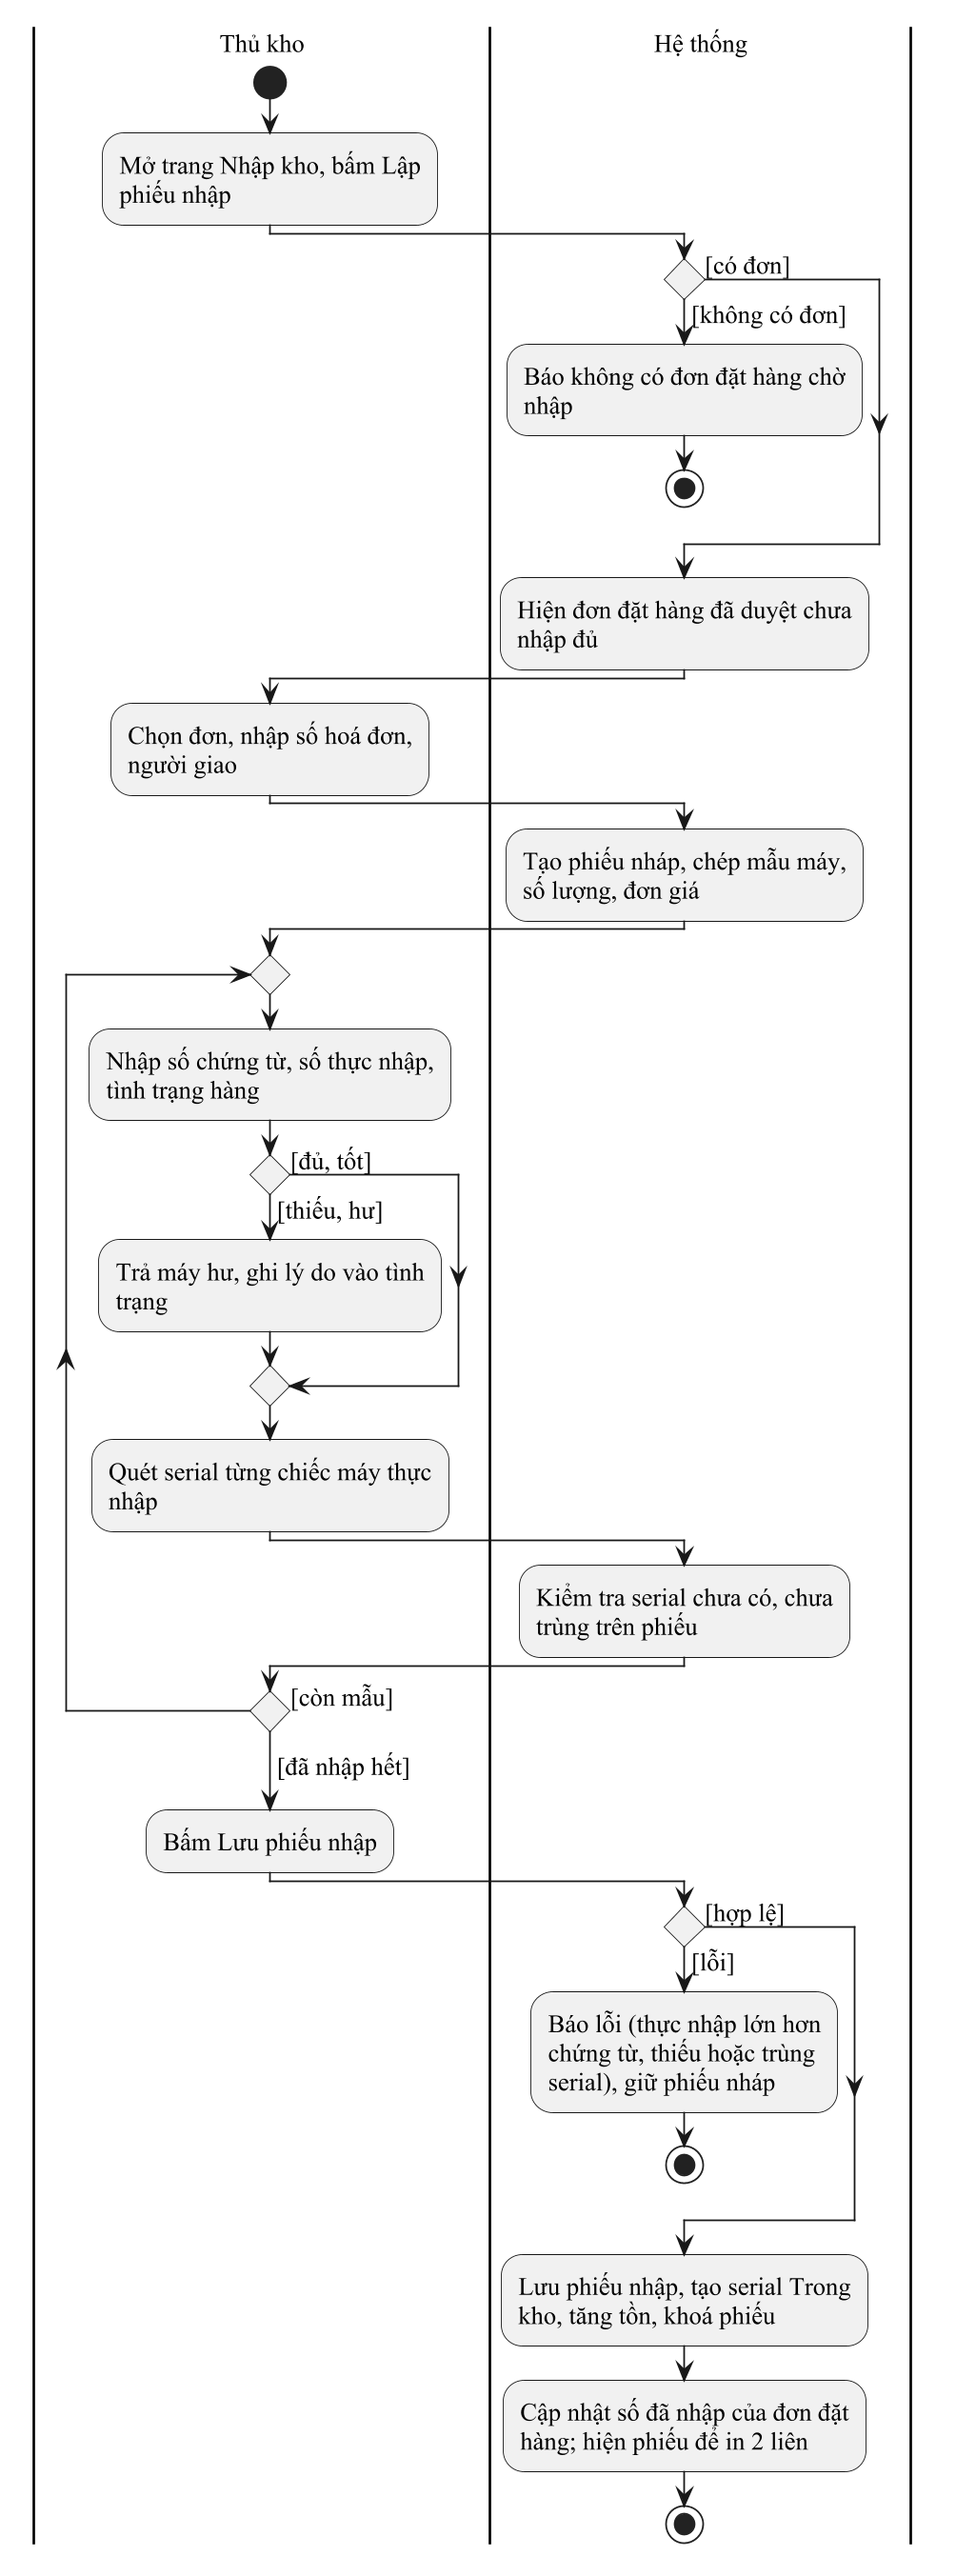 Thủ kho
Hệ thống
Mở trang Nhập kho, bấm Lập
phiếu nhập
[có đơn]
[không có đơn]
Báo không có đơn đặt hàng chờ
nhập
Hiện đơn đặt hàng đã duyệt chưa
nhập đủ
Chọn đơn, nhập số hoá đơn,
người giao
Tạo phiếu nháp, chép mẫu máy,
số lượng, đơn giá
Nhập số chứng từ, số thực nhập,
tình trạng hàng
[đủ, tốt]
[thiếu, hư]
Trả máy hư, ghi lý do vào tình
trạng
Quét serial từng chiếc máy thực
nhập
Kiểm tra serial chưa có, chưa
trùng trên phiếu
[còn mẫu]
[đã nhập hết]
Bấm Lưu phiếu nhập
[hợp lệ]
[lỗi]
Báo lỗi (thực nhập lớn hơn
chứng từ, thiếu hoặc trùng
serial), giữ phiếu nháp
Lưu phiếu nhập, tạo serial Trong
kho, tăng tồn, khoá phiếu
Cập nhật số đã nhập của đơn đặt
hàng; hiện phiếu để in 2 liên